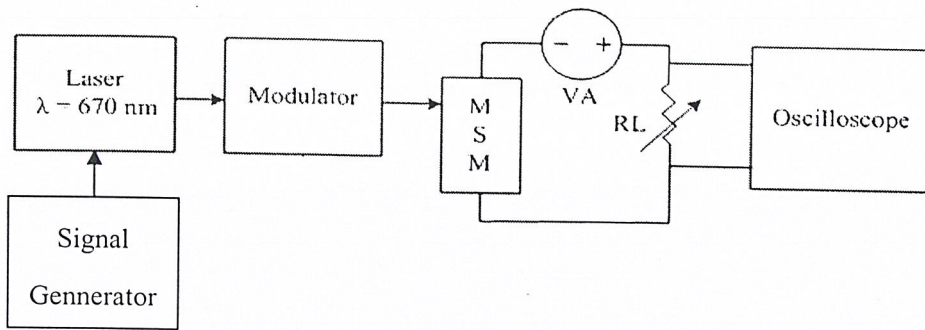 Laser
λ = 670 nm
Modulator
M
S
M
- +
VA
RL
Oscilloscope
Signal
Gennerator